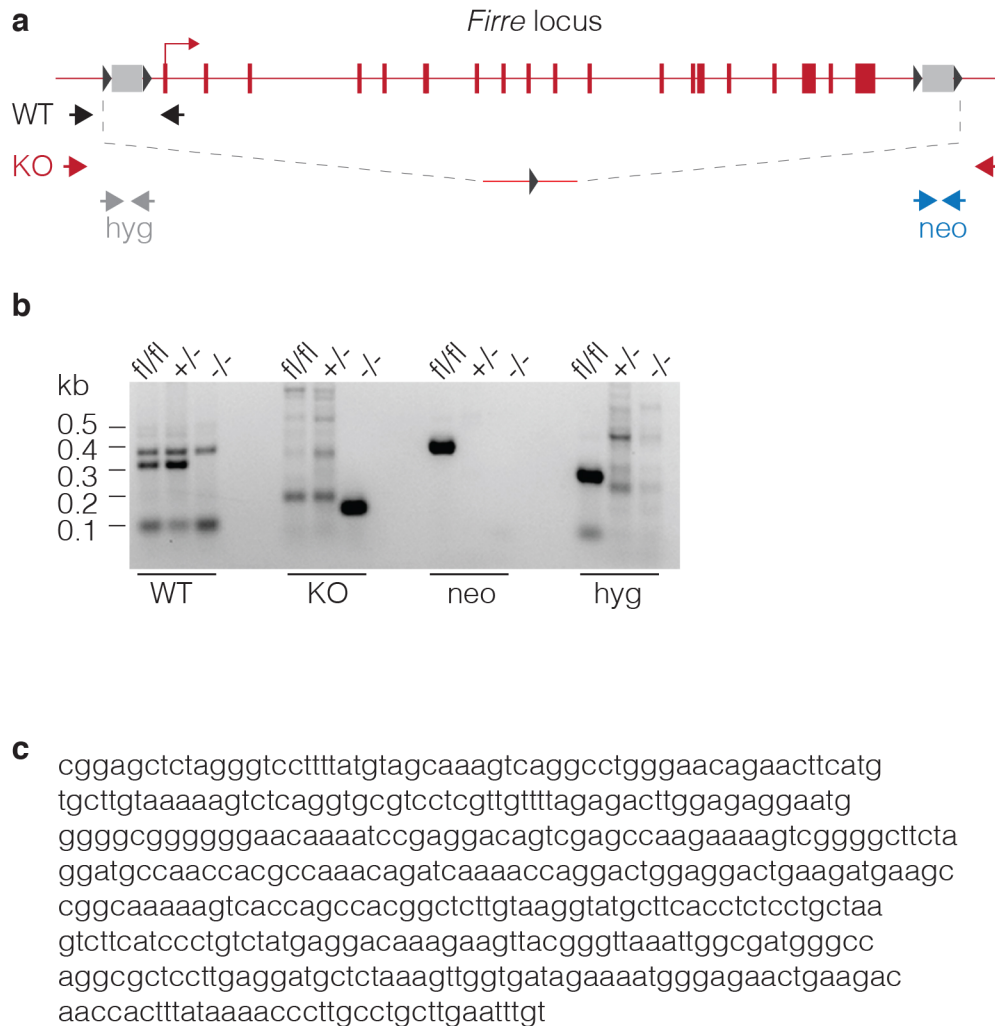 a
Firre locus
WT
KO
hyg
neo
b
fl/fl +/- -/- fl/fl +/- -/- fl/fl +/- -/- fl/fl +/- -/-
kb
0.5
0.4
0.3
0.2
0.1
WT KO neo hyg
c
cggagctctagggtccttttatgtagcaaagtcaggcctgggaacagaacttcatg
tgcttgtaaaaagtctcaggtgcgtcctcgttgttttagagacttggagaggaatg
ggggcggggggaacaaaatccgaggacagtcgagccaagaaaagtcggggcttcta
ggatgccaaccacgccaaacagatcaaaaccaggactggaggactgaagatgaagc
cggcaaaaagtcaccagccacggctcttgtaaggtatgcttcacctctcctgctaa
gtcttcatccctgtctatgaggacaaagaagttacgggttaaattggcgatgggcc
aggcgctccttgaggatgctctaaagttggtgatagaaaatgggagaactgaagac
aaccactttataaaacccttgcctgcttgaatttgt